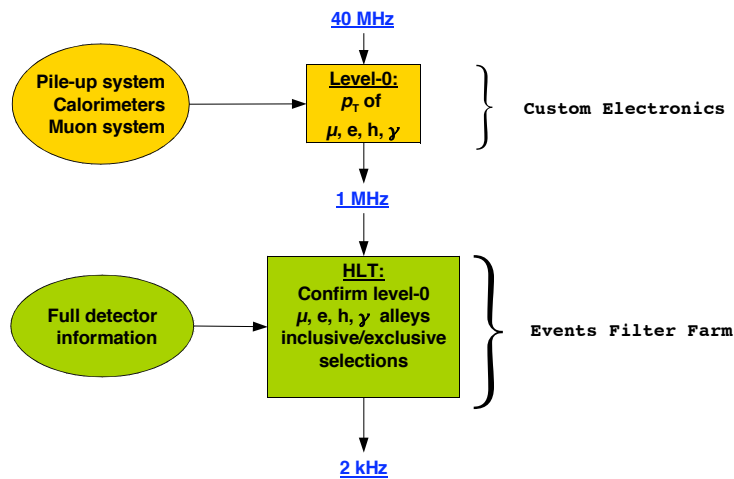 40 MHz
Pile-up system
Calorimeters
Muon system
Level-0:
pT of
μ, e, h, γ
Custom Electronics
1 MHz
Full detector
information
HLT:
Confirm level-0
μ, e, h, γ alleys
inclusive/exclusive
selections
Events Filter Farm
2 kHz